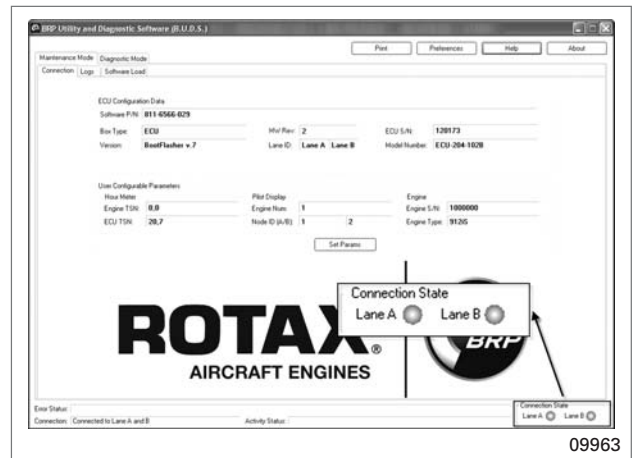 BRP Utility and Diagnostic Software (B.U.D.S.)
Print Preferences Help About
Maintenance Mode Diagnostic Mode
Connection Logs Software Load
ECU Configuration Data
Software P/N: 811-6566-029
Box Type: ECU HW Rev: 2 ECU S/N: 120173
Version: BootFlasher v.7 Lane ID: Lane A Lane B Model Number: ECU-204-1028
User Configurable Parameters
Hour Meter Pilot Display Engine
Engine TSN: 0,0 Engine Num: 1 Engine S/N: 1000000
ECU TSN: 20,7 Node ID (A/B): 1 2 Engine Type: 912iS
Set Params
Connection State
Lane A Lane B
ROTAX®
BRP
AIRCRAFT ENGINES
Error Status:
Connection: Connected to Lane A and B Activity Status:
Connection State
Lane A Lane B
09963